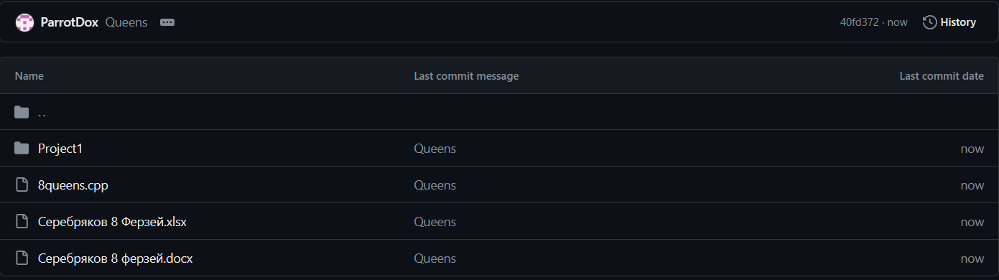 ParrotDox Queens 40fd372 · now History
Name Last commit message Last commit date
..
Project1 Queens now
8queens.cpp Queens now
Серебряков 8 Ферзей.xlsx Queens now
Серебряков 8 ферзей.docx Queens now